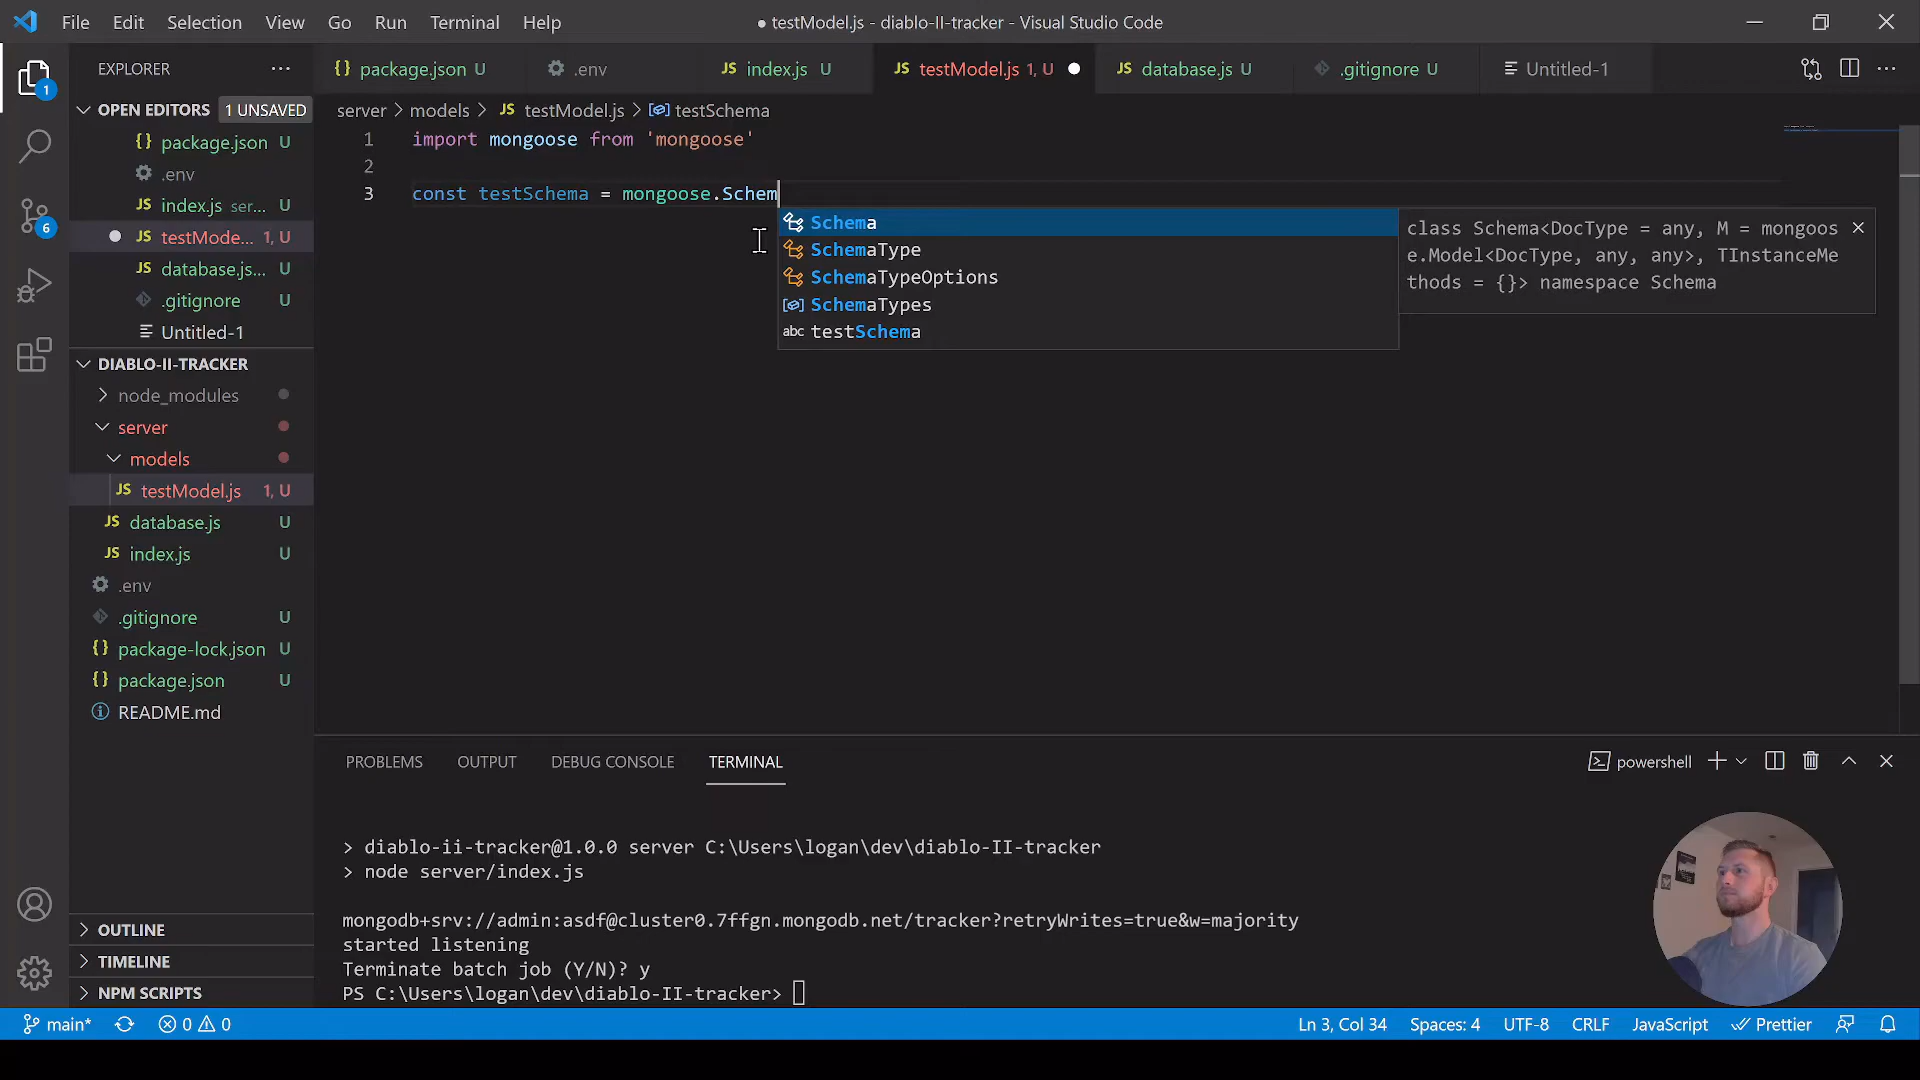 File Edit Selection View Go Run Terminal Help ● testModel.js - diablo-II-tracker - Visual Studio Code
EXPLORER ···
{} package.json U .env JS index.js U JS testModel.js 1, U ● JS database.js U .gitignore U Untitled-1 ···
OPEN EDITORS 1 UNSAVED
{} package.json U
.env
JS index.js ser... U
● JS testMode... 1, U
JS database.js... U
.gitignore U
Untitled-1
DIABLO-II-TRACKER
node_modules
server
models
JS testModel.js 1, U
JS database.js U
JS index.js U
.env
.gitignore U
{} package-lock.json U
{} package.json U
README.md
OUTLINE
TIMELINE
NPM SCRIPTS
1
6
server > models > JS testModel.js > testSchema
1 import mongoose from 'mongoose'
2
3 const testSchema = mongoose.Schem
Schema
SchemaType
SchemaTypeOptions
SchemaTypes
abc testSchema
class Schema<DocType = any, M = mongoos
e.Model<DocType, any, any>, TInstanceMe
thods = {}> namespace Schema
PROBLEMS OUTPUT DEBUG CONSOLE TERMINAL powershell
> diablo-ii-tracker@1.0.0 server C:\Users\logan\dev\diablo-II-tracker
> node server/index.js
mongodb+srv://admin:asdf@cluster0.7ffgn.mongodb.net/tracker?retryWrites=true&w=majority
started listening
Terminate batch job (Y/N)? y
PS C:\Users\logan\dev\diablo-II-tracker>
main* 0 0 Ln 3, Col 34 Spaces: 4 UTF-8 CRLF JavaScript Prettier